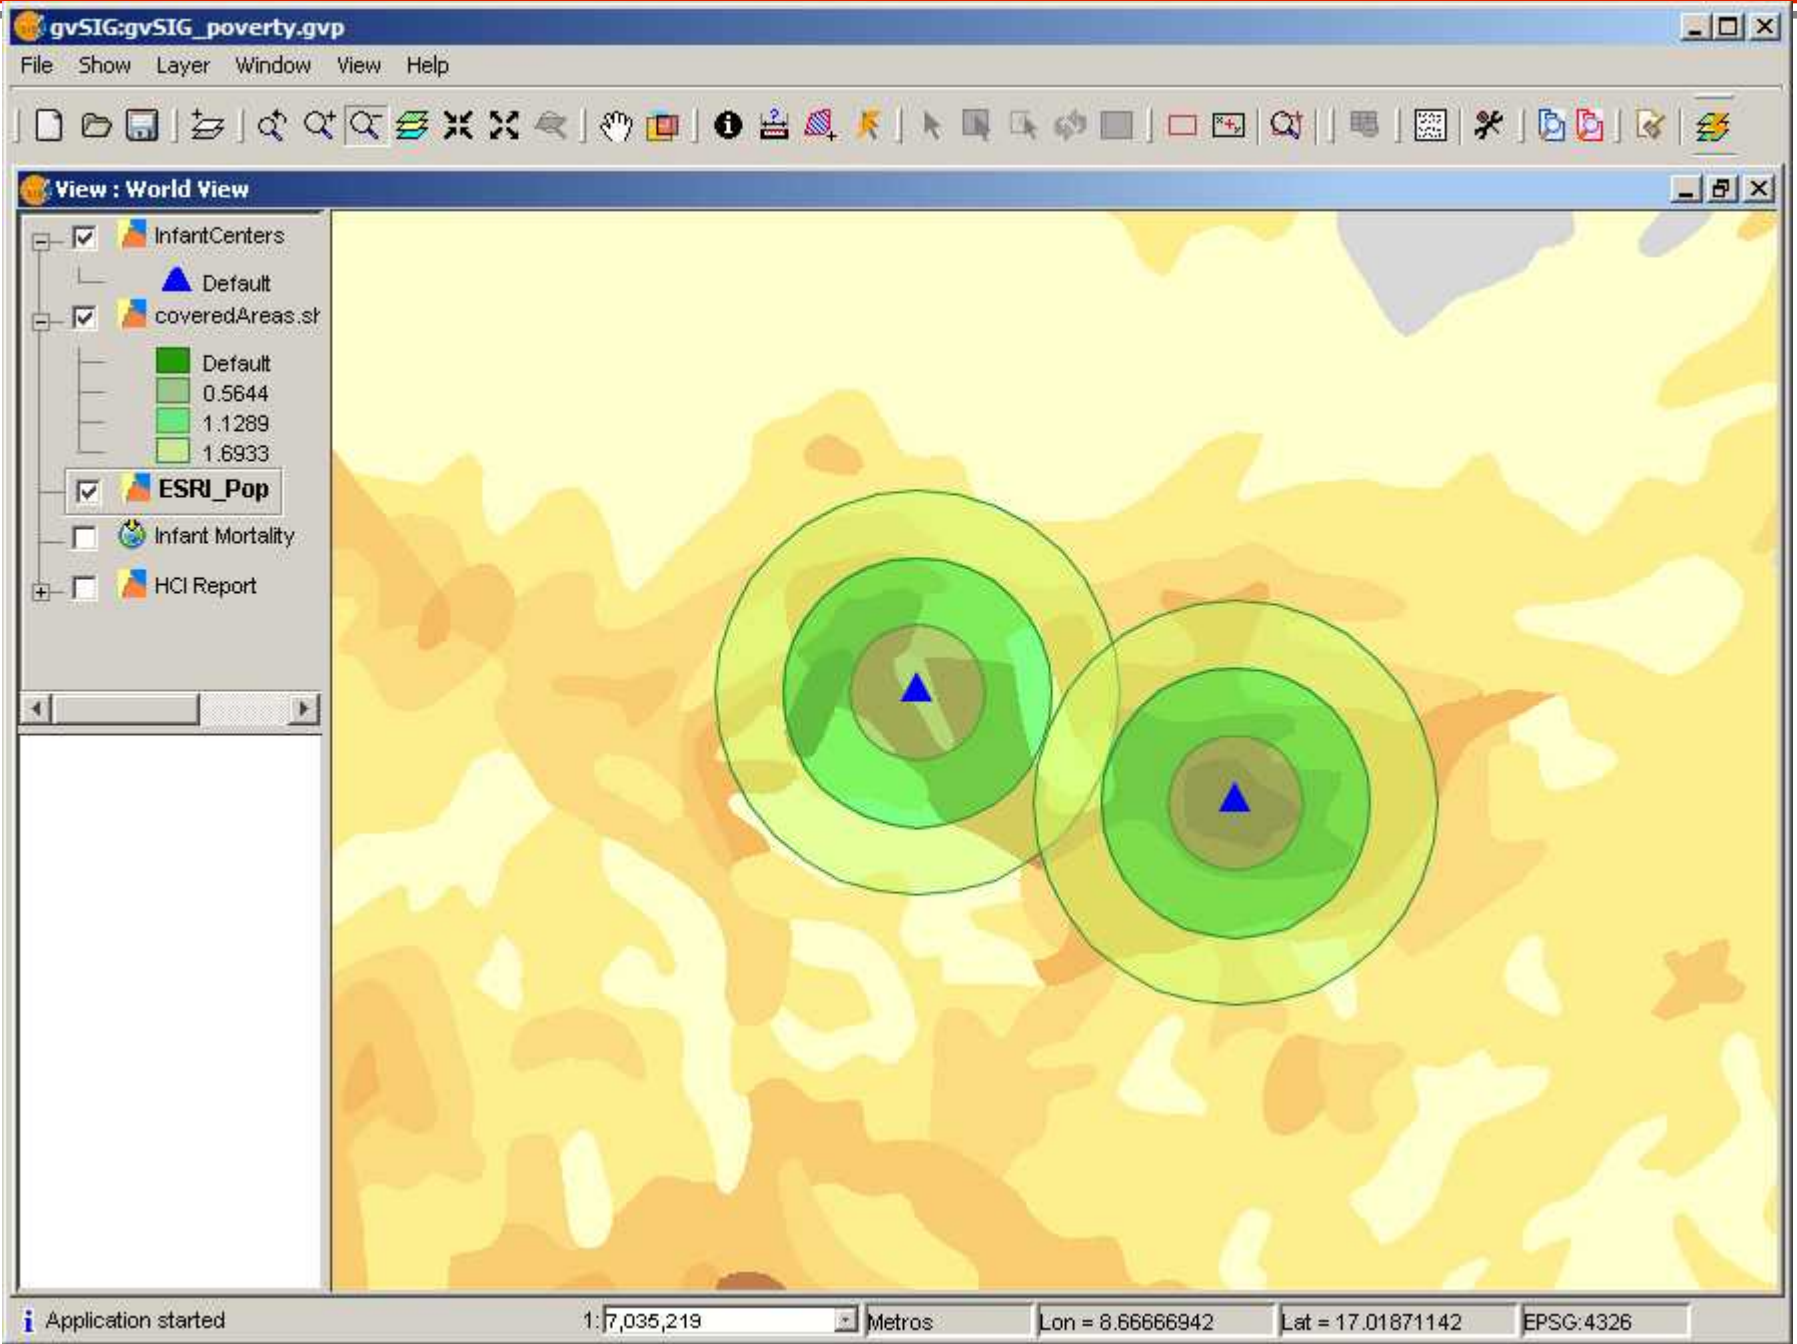 gvSIG:gvSIG_poverty.gvp
File Show Layer Window View Help
View : World View
InfantCenters
Default
coveredAreas.sh
Default
0.5644
1.1289
1.6933
ESRI_Pop
Infant Mortality
HCI Report
Application started 1: 7,035,219 Metros Lon = 8.66666942 Lat = 17.01871142 EPSG:4326